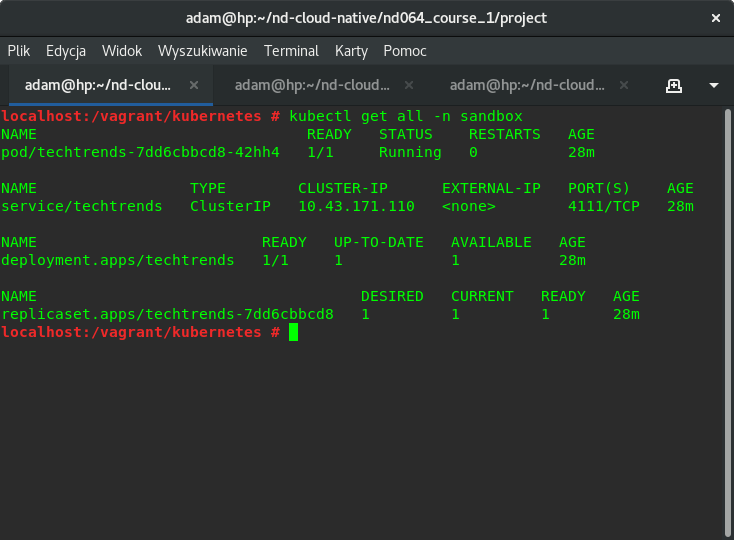 adam@hp:~/nd-cloud-native/nd064_course_1/project
Plik Edycja Widok Wyszukiwanie Terminal Karty Pomoc
adam@hp:~/nd-clou... adam@hp:~/nd-cloud... adam@hp:~/nd-cloud...
localhost:/vagrant/kubernetes # kubectl get all -n sandbox
NAME                              READY   STATUS    RESTARTS   AGE
pod/techtrends-7dd6cbbcd8-42hh4   1/1     Running   0          28m
NAME                 TYPE        CLUSTER-IP      EXTERNAL-IP   PORT(S)    AGE
service/techtrends   ClusterIP   10.43.171.110   <none>        4111/TCP   28m
NAME                         READY   UP-TO-DATE   AVAILABLE   AGE
deployment.apps/techtrends   1/1     1            1           28m
NAME                                    DESIRED   CURRENT   READY   AGE
replicaset.apps/techtrends-7dd6cbbcd8   1         1         1       28m
localhost:/vagrant/kubernetes #